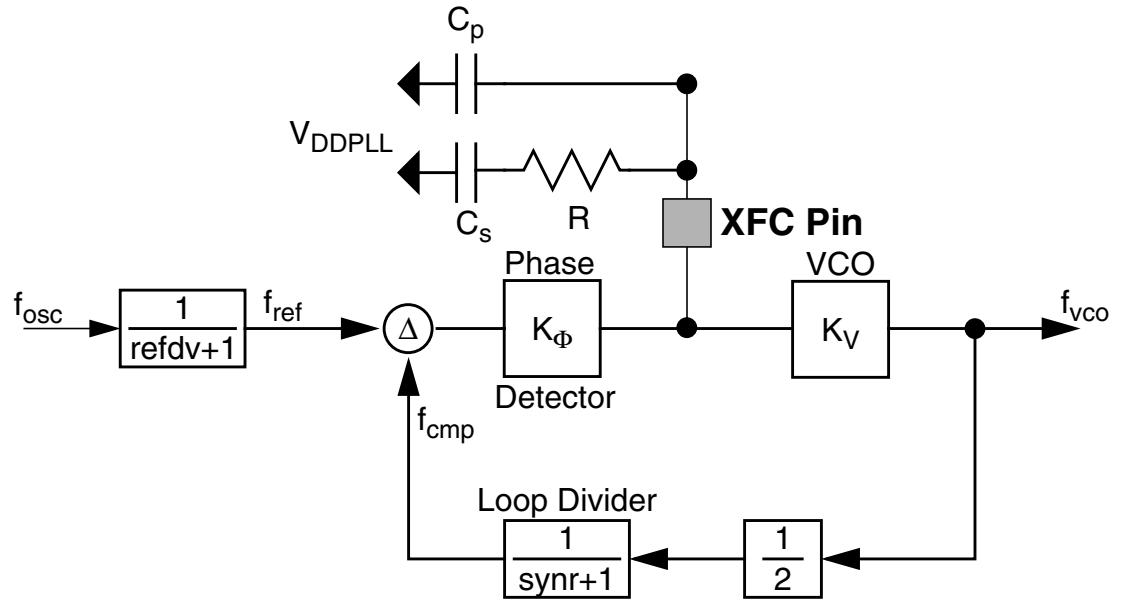 Cp
VDDPLL
Cs
R
XFC Pin
Phase
VCO
fosc
1
refdv+1
fref
Δ
KΦ
KV
fvco
Detector
fcmp
Loop Divider
1
synr+1
1
2